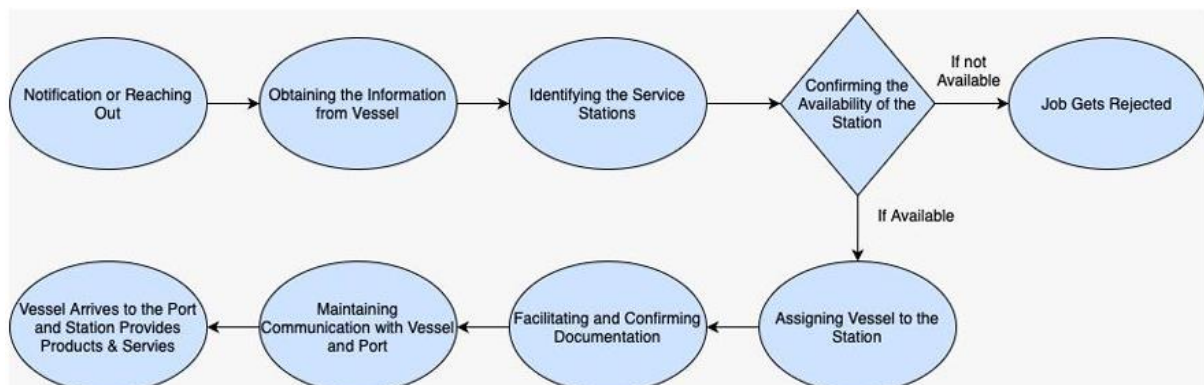 Notification or Reaching
Out
Obtaining the Information
from Vessel
Identifying the Service
Stations
Confirming the
Availability of the
Station
If not
Available
Job Gets Rejected
If Available
Vessel Arrives to the Port
and Station Provides
Products & Servies
Maintaining
Communication with Vessel
and Port
Facilitating and Confirming
Documentation
Assigning Vessel to the
Station